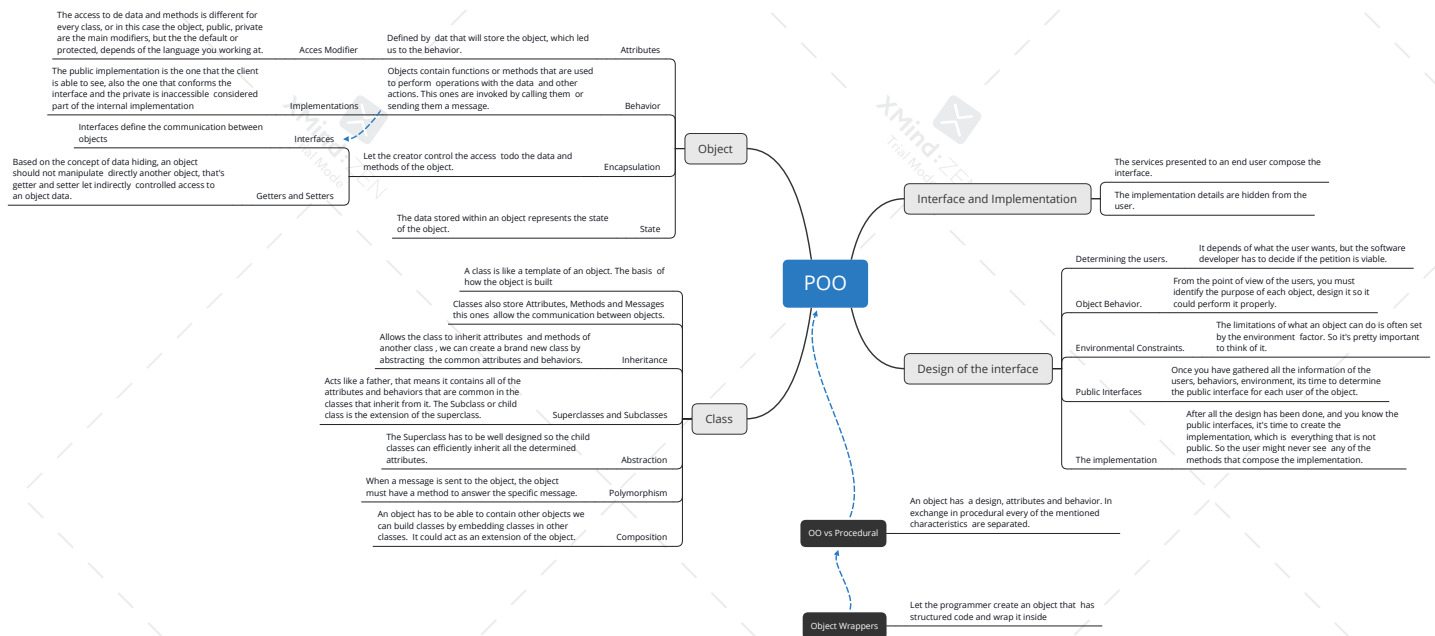 POO
Object
Attributes
Defined by  dat that will store the object, which led
us to the behavior.
Acces Modifier
The access to de data and methods is different for
every class, or in this case the object, public, private
are the main modifiers, but the the default or
protected, depends of the language you working at.
Behavior
Objects contain functions or methods that are used
to perform  operations with the data  and other
actions. This ones are invoked by calling them  or
sending them a message.
Implementations
The public implementation is the one that the client
is able to see, also the one that conforms the
interface and the private is inaccessible  considered
part of the internal implementation
Encapsulation
Let the creator control the access  todo the data and
methods of the object.
Interfaces
Interfaces define the communication between
objects
Getters and Setters
Based on the concept of data hiding, an object
should not manipulate  directly another object, that's
getter and setter let indirectly  controlled access to
an object data.
State
The data stored within an object represents the state
of the object.
Class
A class is like a template of an object. The basis  of
how the object is built
Classes also store Attributes, Methods and Messages
this ones  allow the communication between objects.
Inheritance
Allows the class to inherit attributes  and methods of
another class , we can create a brand new class by
abstracting  the common attributes and behaviors.
Superclasses and Subclasses
Acts like a father, that means it contains all of the
attributes and behaviors that are common in the
classes that inherit from it. The Subclass or child
class is the extension of the superclass.
Abstraction
The Superclass has to be well designed so the child
classes can efficiently inherit all the determined
attributes.
Polymorphism
When a message is sent to the object, the object
must have a method to answer the specific message.
Composition
An object has to be able to contain other objects we
can build classes by embedding classes in other
classes.  It could act as an extension of the object.
Interface and Implementation
The services presented to an end user compose the
interface.
The implementation details are hidden from the
user.
Design of the interface
Determining the users.
It depends of what the user wants, but the software
developer has to decide if the petition is viable.
Object Behavior.
From the point of view of the users, you must
identify the purpose of each object, design it so it
could perform it properly.
Environmental Constraints.
The limitations of what an object can do is often set
by the environment  factor. So it's pretty important
to think of it.
Public Interfaces
Once you have gathered all the information of the
users, behaviors, environment, its time to determine
the public interface for each user of the object.
The implementation
After all the design has been done, and you know the
public interfaces, it's time to create the
implementation, which is  everything that is not
public. So the user might never see  any of the
methods that compose the implementation.
OO vs Procedural
An object has  a design, attributes and behavior. In
exchange in procedural every of the mentioned
characteristics  are separated.
Object Wrappers
Let the programmer create an object that  has
structured code and wrap it inside
XMind: ZEN
Trial Mode
XMind: ZEN
Trial Mode